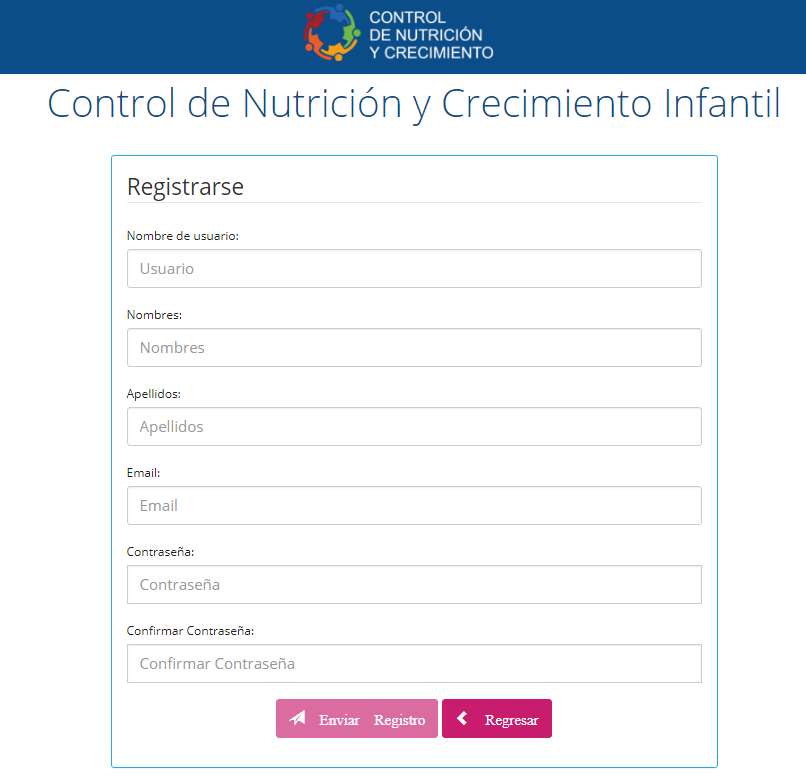 CONTROL
DE NUTRICIÓN
Y CRECIMIENTO
Control de Nutrición y Crecimiento Infantil
Registrarse
Nombre de usuario:
Usuario
Nombres:
Nombres
Apellidos:
Apellidos
Email:
Email
Contraseña:
Contraseña
Confirmar Contraseña:
Confirmar Contraseña
Enviar Registro Regresar